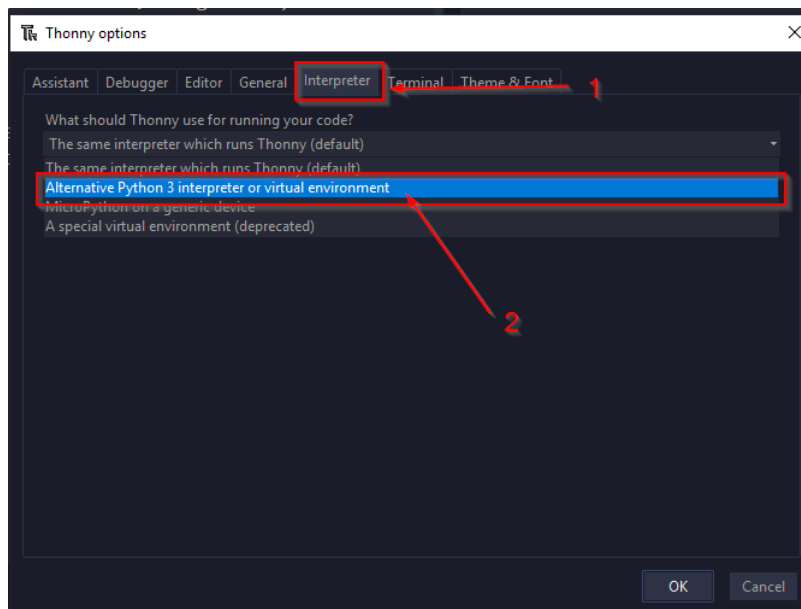 Thonny options
Assistant Debugger Editor General Interpreter Terminal Theme & Font
1
What should Thonny use for running your code?
The same interpreter which runs Thonny (default)
The same interpreter which runs Thonny (default)
Alternative Python 3 interpreter or virtual environment
MicroPython on a generic device
A special virtual environment (deprecated)
2
OK Cancel